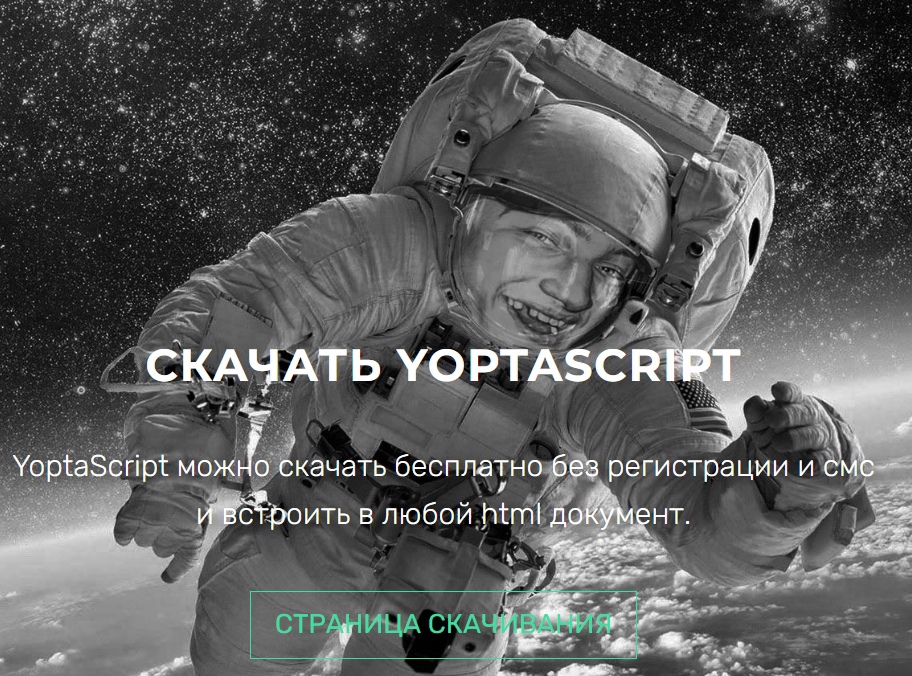 СКАЧАТЬ YOPTASCRIPT
YoptaScript можно скачать бесплатно без регистрации и смс
и встроить в любой html документ.
СТРАНИЦА СКАЧИВАНИЯ